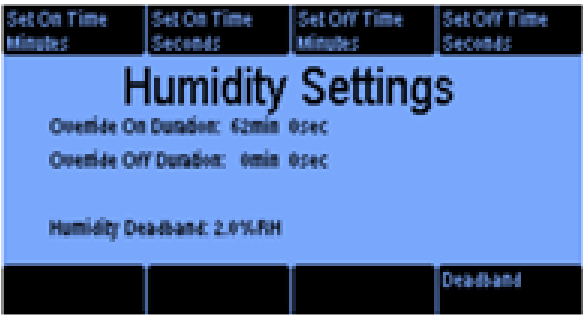 Set On Time Set On Time Set Off Time Set Off Time
Minutes Seconds Minutes Seconds
Humidity Settings
Override On Duration: 62min 0sec
Override Off Duration: 0min 0sec
Humidity Deadband: 2.0%RH
Deadband